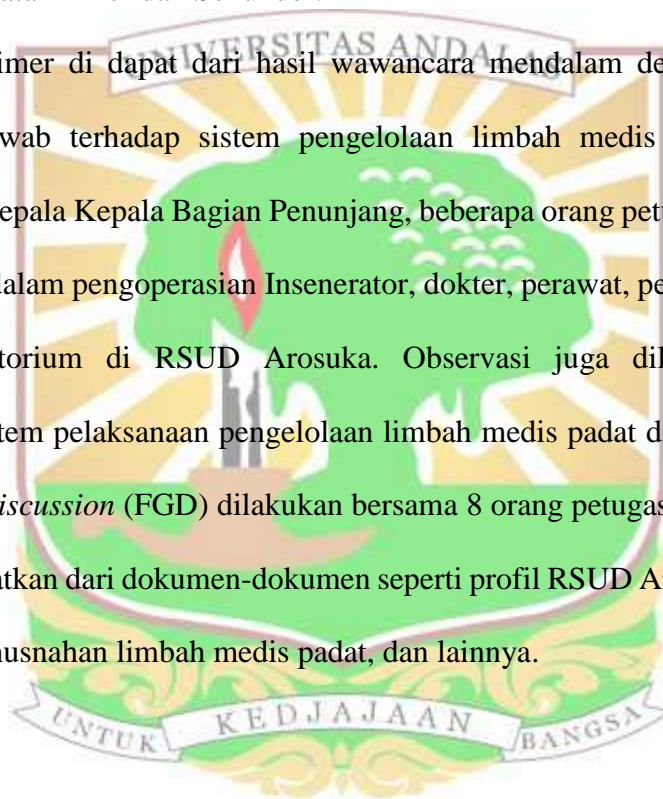 UNIVERSITAS ANDALAS
imer di dapat dari hasil wawancara mendalam de
wab terhadap sistem pengelolaan limbah medis
epala Kepala Bagian Penunjang, beberapa orang pet
dalam pengoperasian Insenerator, dokter, perawat, pe
torium di RSUD Arosuka. Observasi juga dil
tem pelaksanaan pengelolaan limbah medis padat d
iscussion (FGD) dilakukan bersama 8 orang petugas
atkan dari dokumen-dokumen seperti profil RSUD A
nusnahan limbah medis padat, dan lainnya.
UNTUK KEDJAJAAN BANGSA